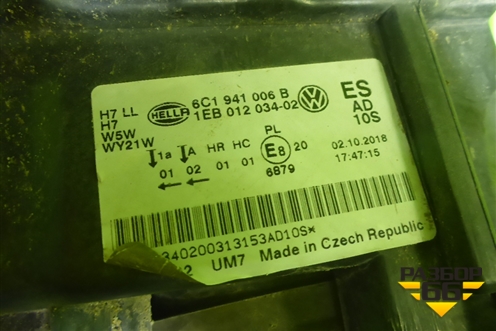 H7 LL
H7
W5W
WY21W
HELLA
6C1 941 006 B
1EB 012 034-02
ES
AD
10S
1a A HR HC PL
01 02 01 01 E8 20
6879
02.10.2018
17:47:15
340200313153AD10S*
2 UM7 Made in Czech Republic
РАЗБОР
66